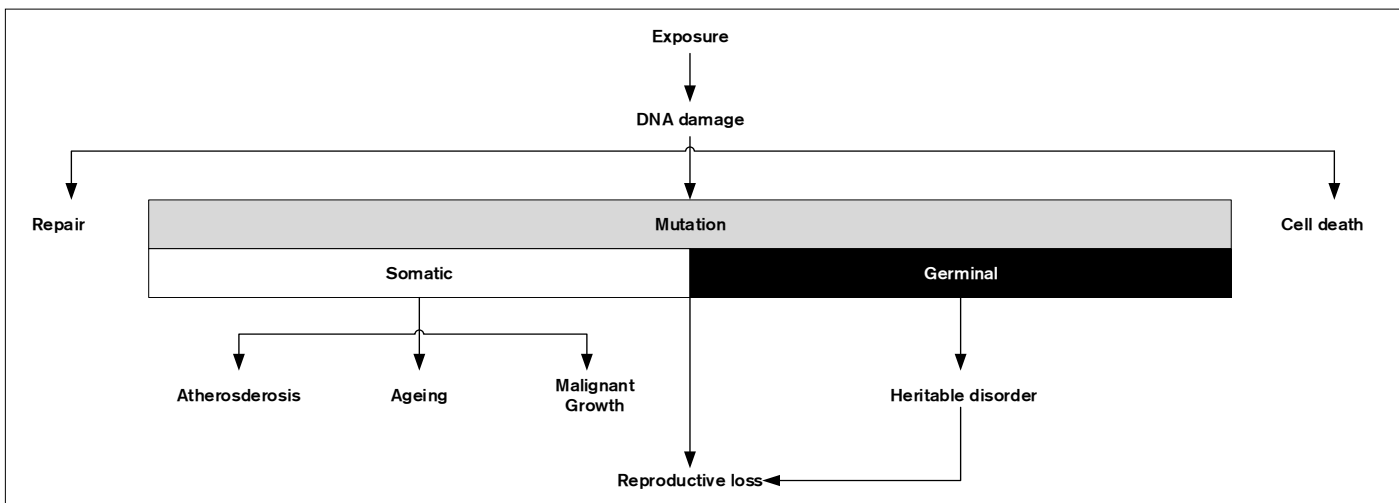 Exposure
DNA damage
Repair
Mutation
Cell death
Somatic
Germinal
Atherosderosis
Ageing
Malignant
Growth
Heritable disorder
Reproductive loss